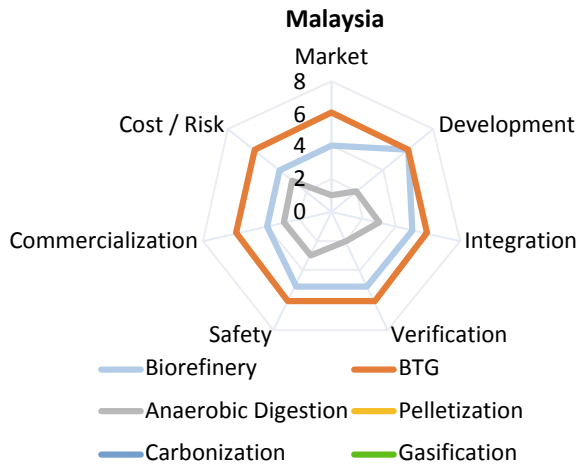 Malaysia
Market
8
6
4
2
0
Cost / Risk
Development
Commercialization
Integration
Safety
Verification
Biorefinery
BTG
Anaerobic Digestion
Pelletization
Carbonization
Gasification